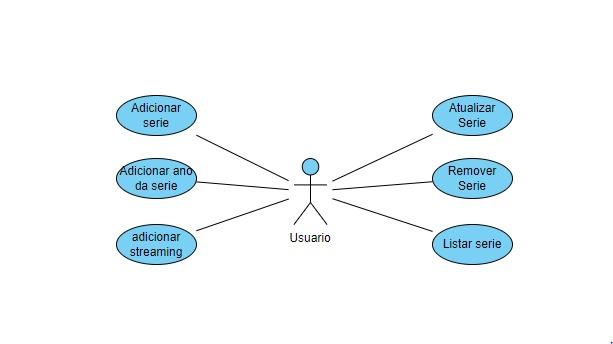 Adicionar
serie
Adicionar ano
da serie
adicionar
streaming
Usuario
Atualizar
Serie
Remover
Serie
Listar serie